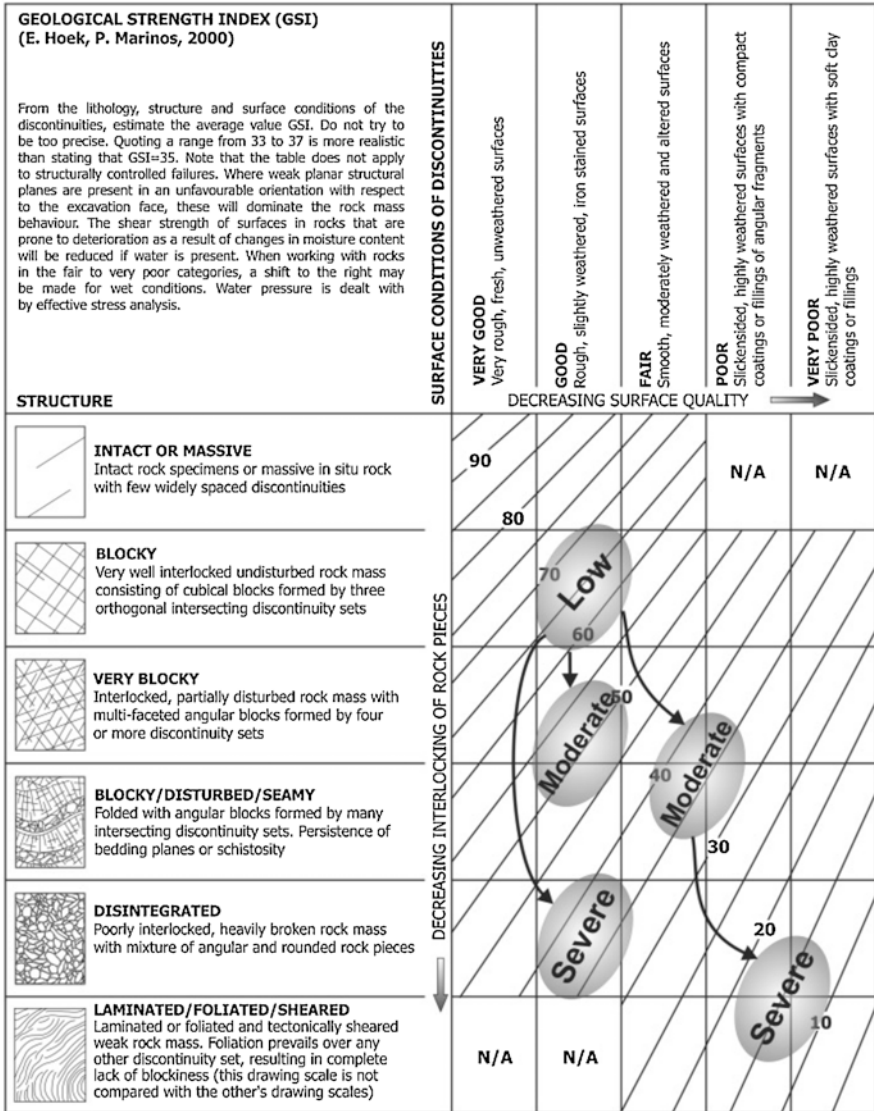 GEOLOGICAL STRENGTH INDEX (GSI)
(E. Hoek, P. Marinos, 2000)
From the lithology, structure and surface conditions of the
discontinuities, estimate the average value GSI. Do not try to
be too precise. Quoting a range from 33 to 37 is more realistic
than stating that GSI=35. Note that the table does not apply
to structurally controlled failures. Where weak planar structural
planes are present in an unfavourable orientation with respect
to the excavation face, these will dominate the rock mass
behaviour. The shear strength of surfaces in rocks that are
prone to deterioration as a result of changes in moisture content
will be reduced if water is present. When working with rocks
in the fair to very poor categories, a shift to the right may
be made for wet conditions. Water pressure is dealt with
by effective stress analysis.
STRUCTURE
SURFACE CONDITIONS OF DISCONTINUITIES
VERY GOOD
Very rough, fresh, unweathered surfaces
GOOD
Rough, slightly weathered, iron stained surfaces
FAIR
Smooth, moderately weathered and altered surfaces
POOR
Slickensided, highly weathered surfaces with compact
coatings or fillings of angular fragments
VERY POOR
Slickensided, highly weathered surfaces with soft clay
coatings or fillings
DECREASING SURFACE QUALITY
DECREASING INTERLOCKING OF ROCK PIECES
INTACT OR MASSIVE
Intact rock specimens or massive in situ rock
with few widely spaced discontinuities
90
80
N/A
N/A
BLOCKY
Very well interlocked undisturbed rock mass
consisting of cubical blocks formed by three
orthogonal intersecting discontinuity sets
70
Low
60
VERY BLOCKY
Interlocked, partially disturbed rock mass with
multi-faceted angular blocks formed by four
or more discontinuity sets
50
Moderate
40
Moderate
BLOCKY/DISTURBED/SEAMY
Folded with angular blocks formed by many
intersecting discontinuity sets. Persistence of
bedding planes or schistosity
30
DISINTEGRATED
Poorly interlocked, heavily broken rock mass
with mixture of angular and rounded rock pieces
Severe
20
LAMINATED/FOLIATED/SHEARED
Laminated or foliated and tectonically sheared
weak rock mass. Foliation prevails over any
other discontinuity set, resulting in complete
lack of blockiness (this drawing scale is not
compared with the other's drawing scales)
N/A
N/A
Severe
10